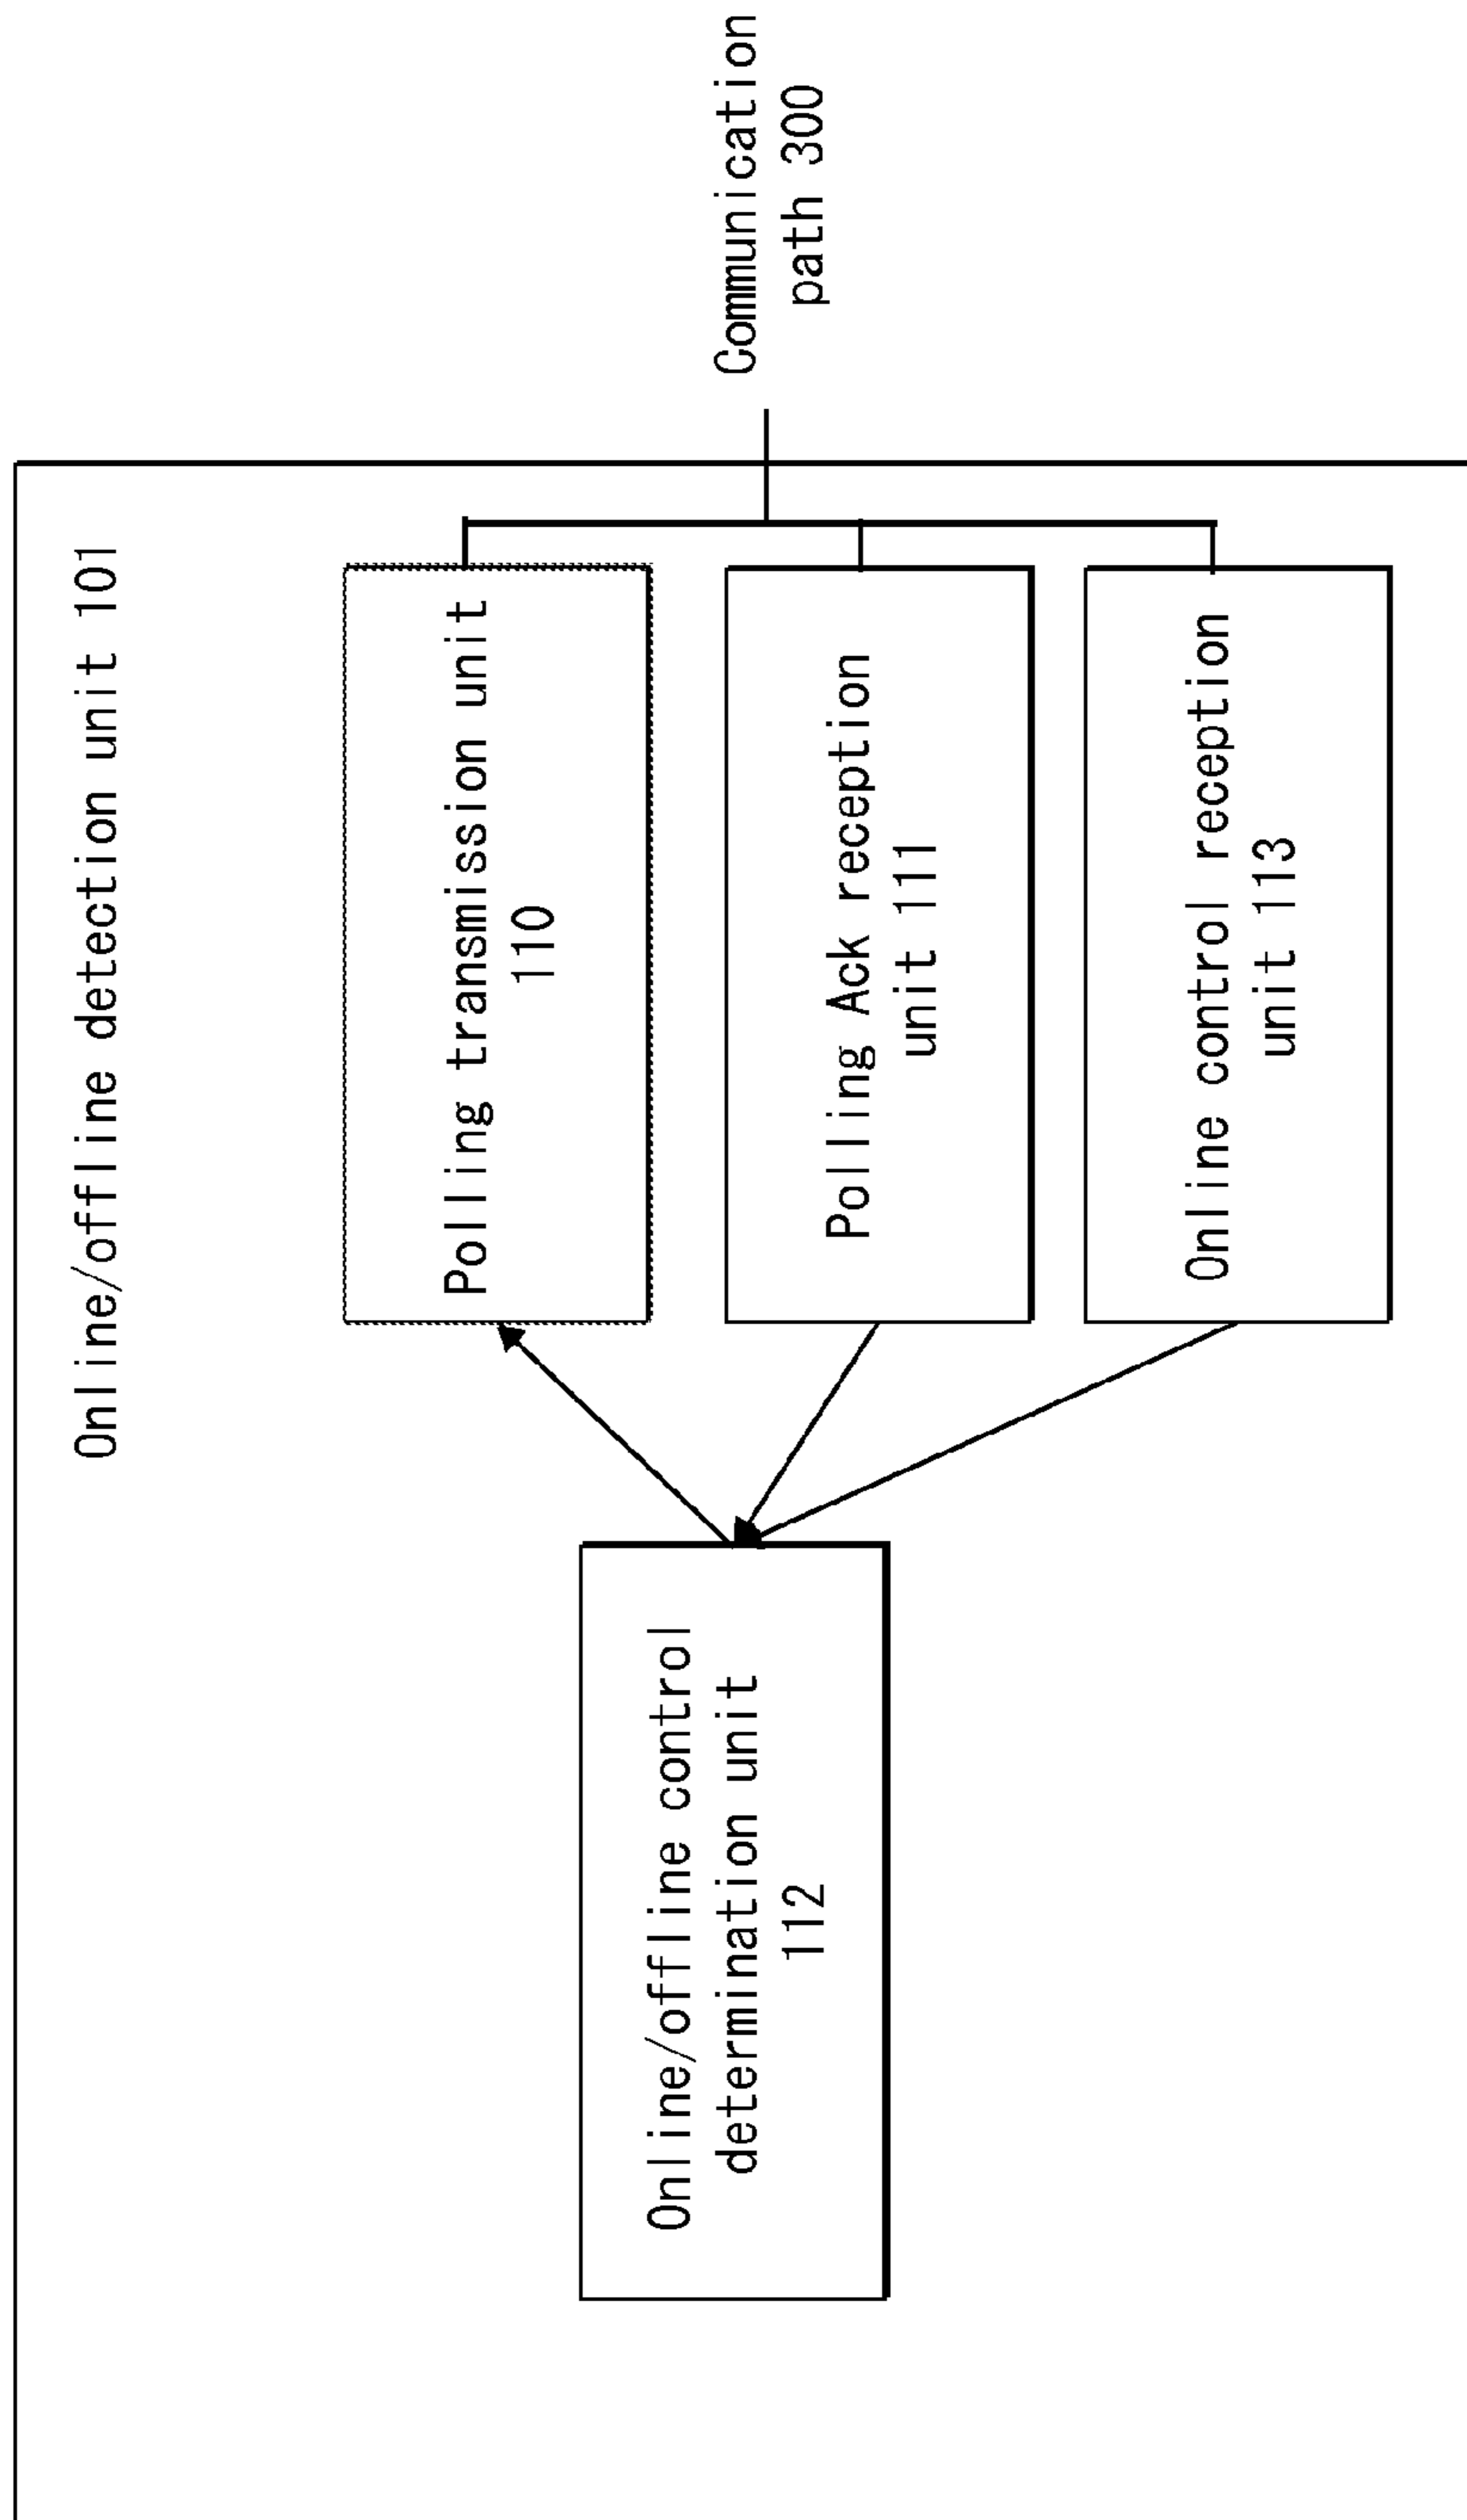 Online/offline detection unit 101
Communication
path 300
Polling transmission unit
110
Online/offline control
determination unit
112
Polling Ack reception
unit 111
Online control reception
unit 113